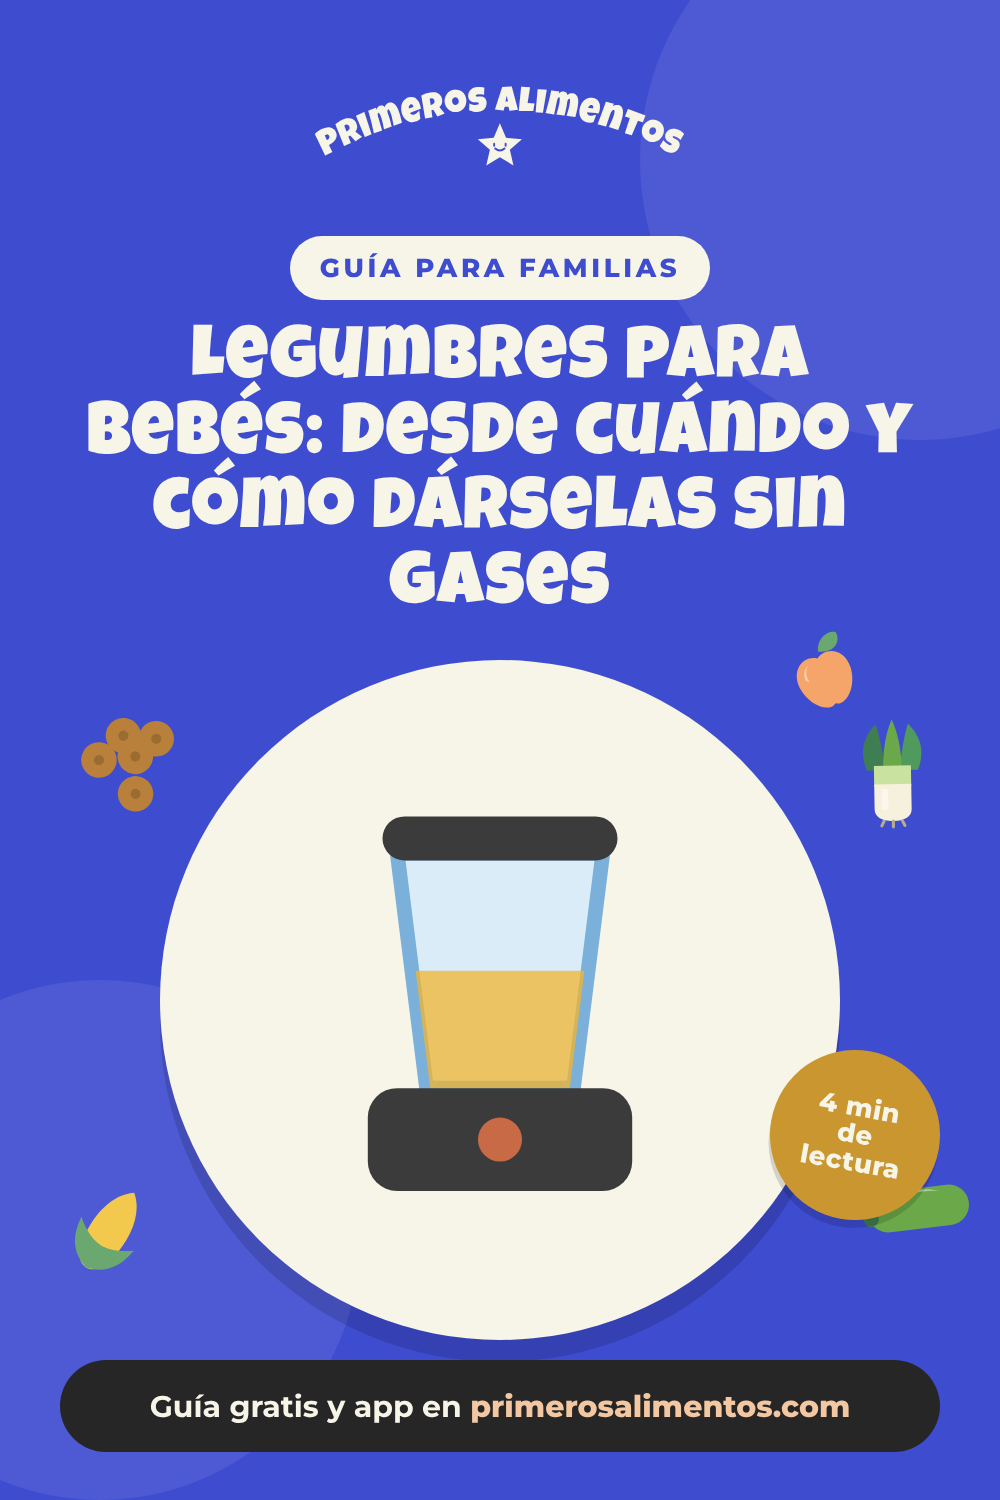 PRIMEROS ALIMENTOS
GUÍA PARA FAMILIAS
LEGUMBRES PARA
BEBÉS: DESDE CUÁNDO Y
CÓMO DÁRSELAS SIN
GASES
4 min
de
lectura
Guía gratis y app en primerosalimentos.com